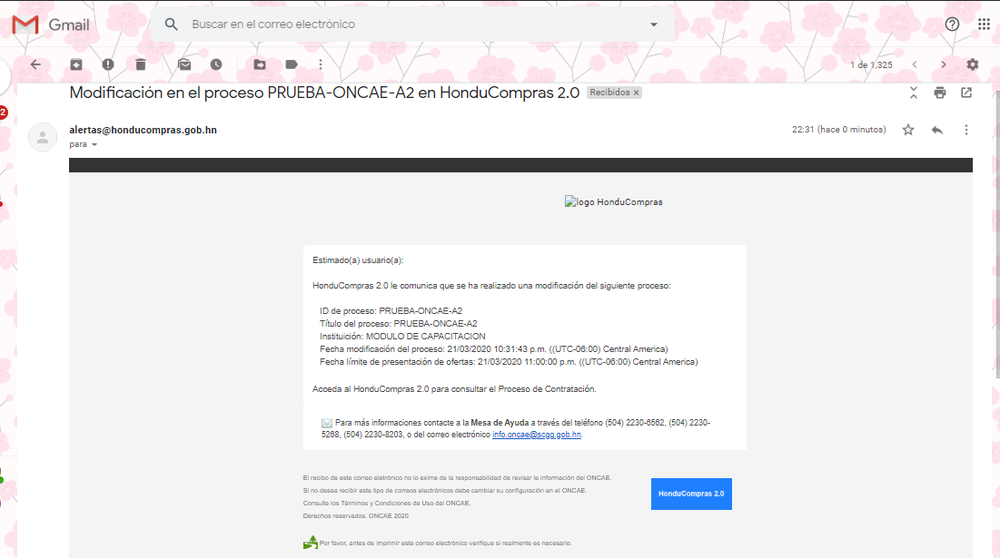 Gmail
Buscar en el correo electrónico
1 de 1,325
Modificación en el proceso PRUEBA-ONCAE-A2 en HonduCompras 2.0 Recibidos x
2
alertas@honducompras.gob.hn
22:31 (hace 0 minutos)
para
logo HonduCompras
Estimado(a) usuario(a):
HonduCompras 2.0 le comunica que se ha realizado una modificación del siguiente proceso:
ID de proceso: PRUEBA-ONCAE-A2
Título del proceso: PRUEBA-ONCAE-A2
Instituición: MODULO DE CAPACITACION
Fecha modificación del proceso: 21/03/2020 10:31:43 p.m. ((UTC-06:00) Central America)
Fecha límite de presentación de ofertas: 21/03/2020 11:00:00 p.m. ((UTC-06:00) Central America)
Acceda al HonduCompras 2.0 para consultar el Proceso de Contratación.
Para más informaciones contacte a la Mesa de Ayuda a través del teléfono (504) 2230-6562, (504) 2230-
5268, (504) 2230-8203, o del correo electrónico info.oncae@scgg.gob.hn.
El recibo de este correo eletrónico no lo exime de la responsabilidad de revisar le información del ONCAE.
Si no desea recibir este tipo de correos electrónicos debe cambiar su configuración en el ONCAE.
Consulte los Términos y Condiciones de Uso del ONCAE.
Derechos reservados. ONCAE 2020
HonduCompras 2.0
Por favor, antes de imprimir este correo electrónico verifique si realmente es necesario.